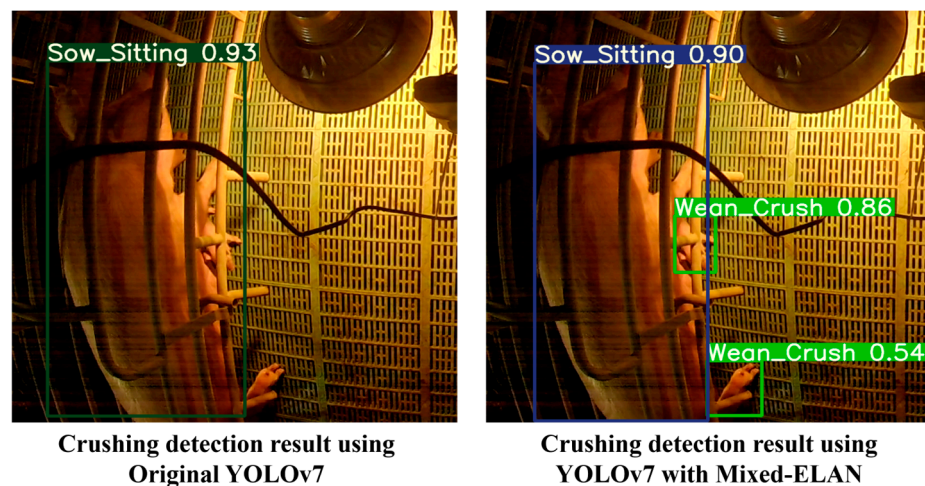 Sow_Sitting 0.93
Sow_Sitting 0.90
Wean_Crush 0.86
Wean_Crush 0.54
Crushing detection result using
Original YOLOv7
Crushing detection result using
YOLOv7 with Mixed-ELAN